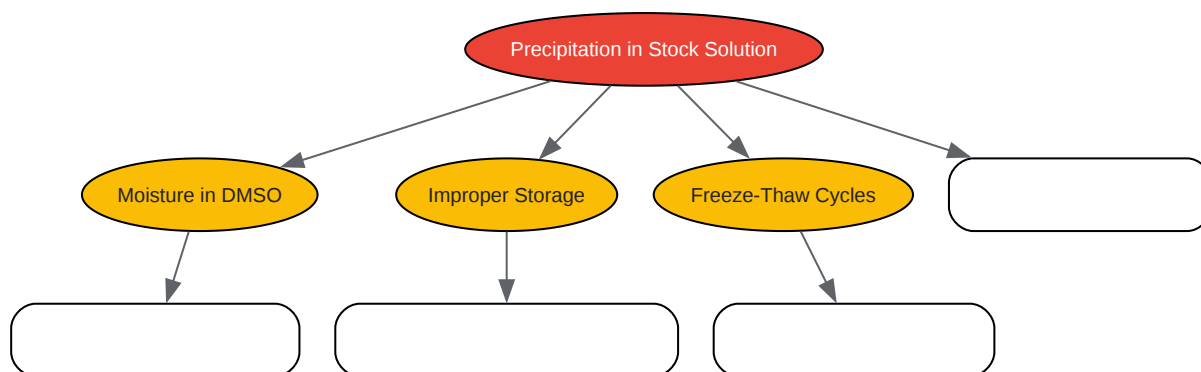 Precipitation in Stock Solution
Moisture in DMSO
Improper Storage
Freeze-Thaw Cycles